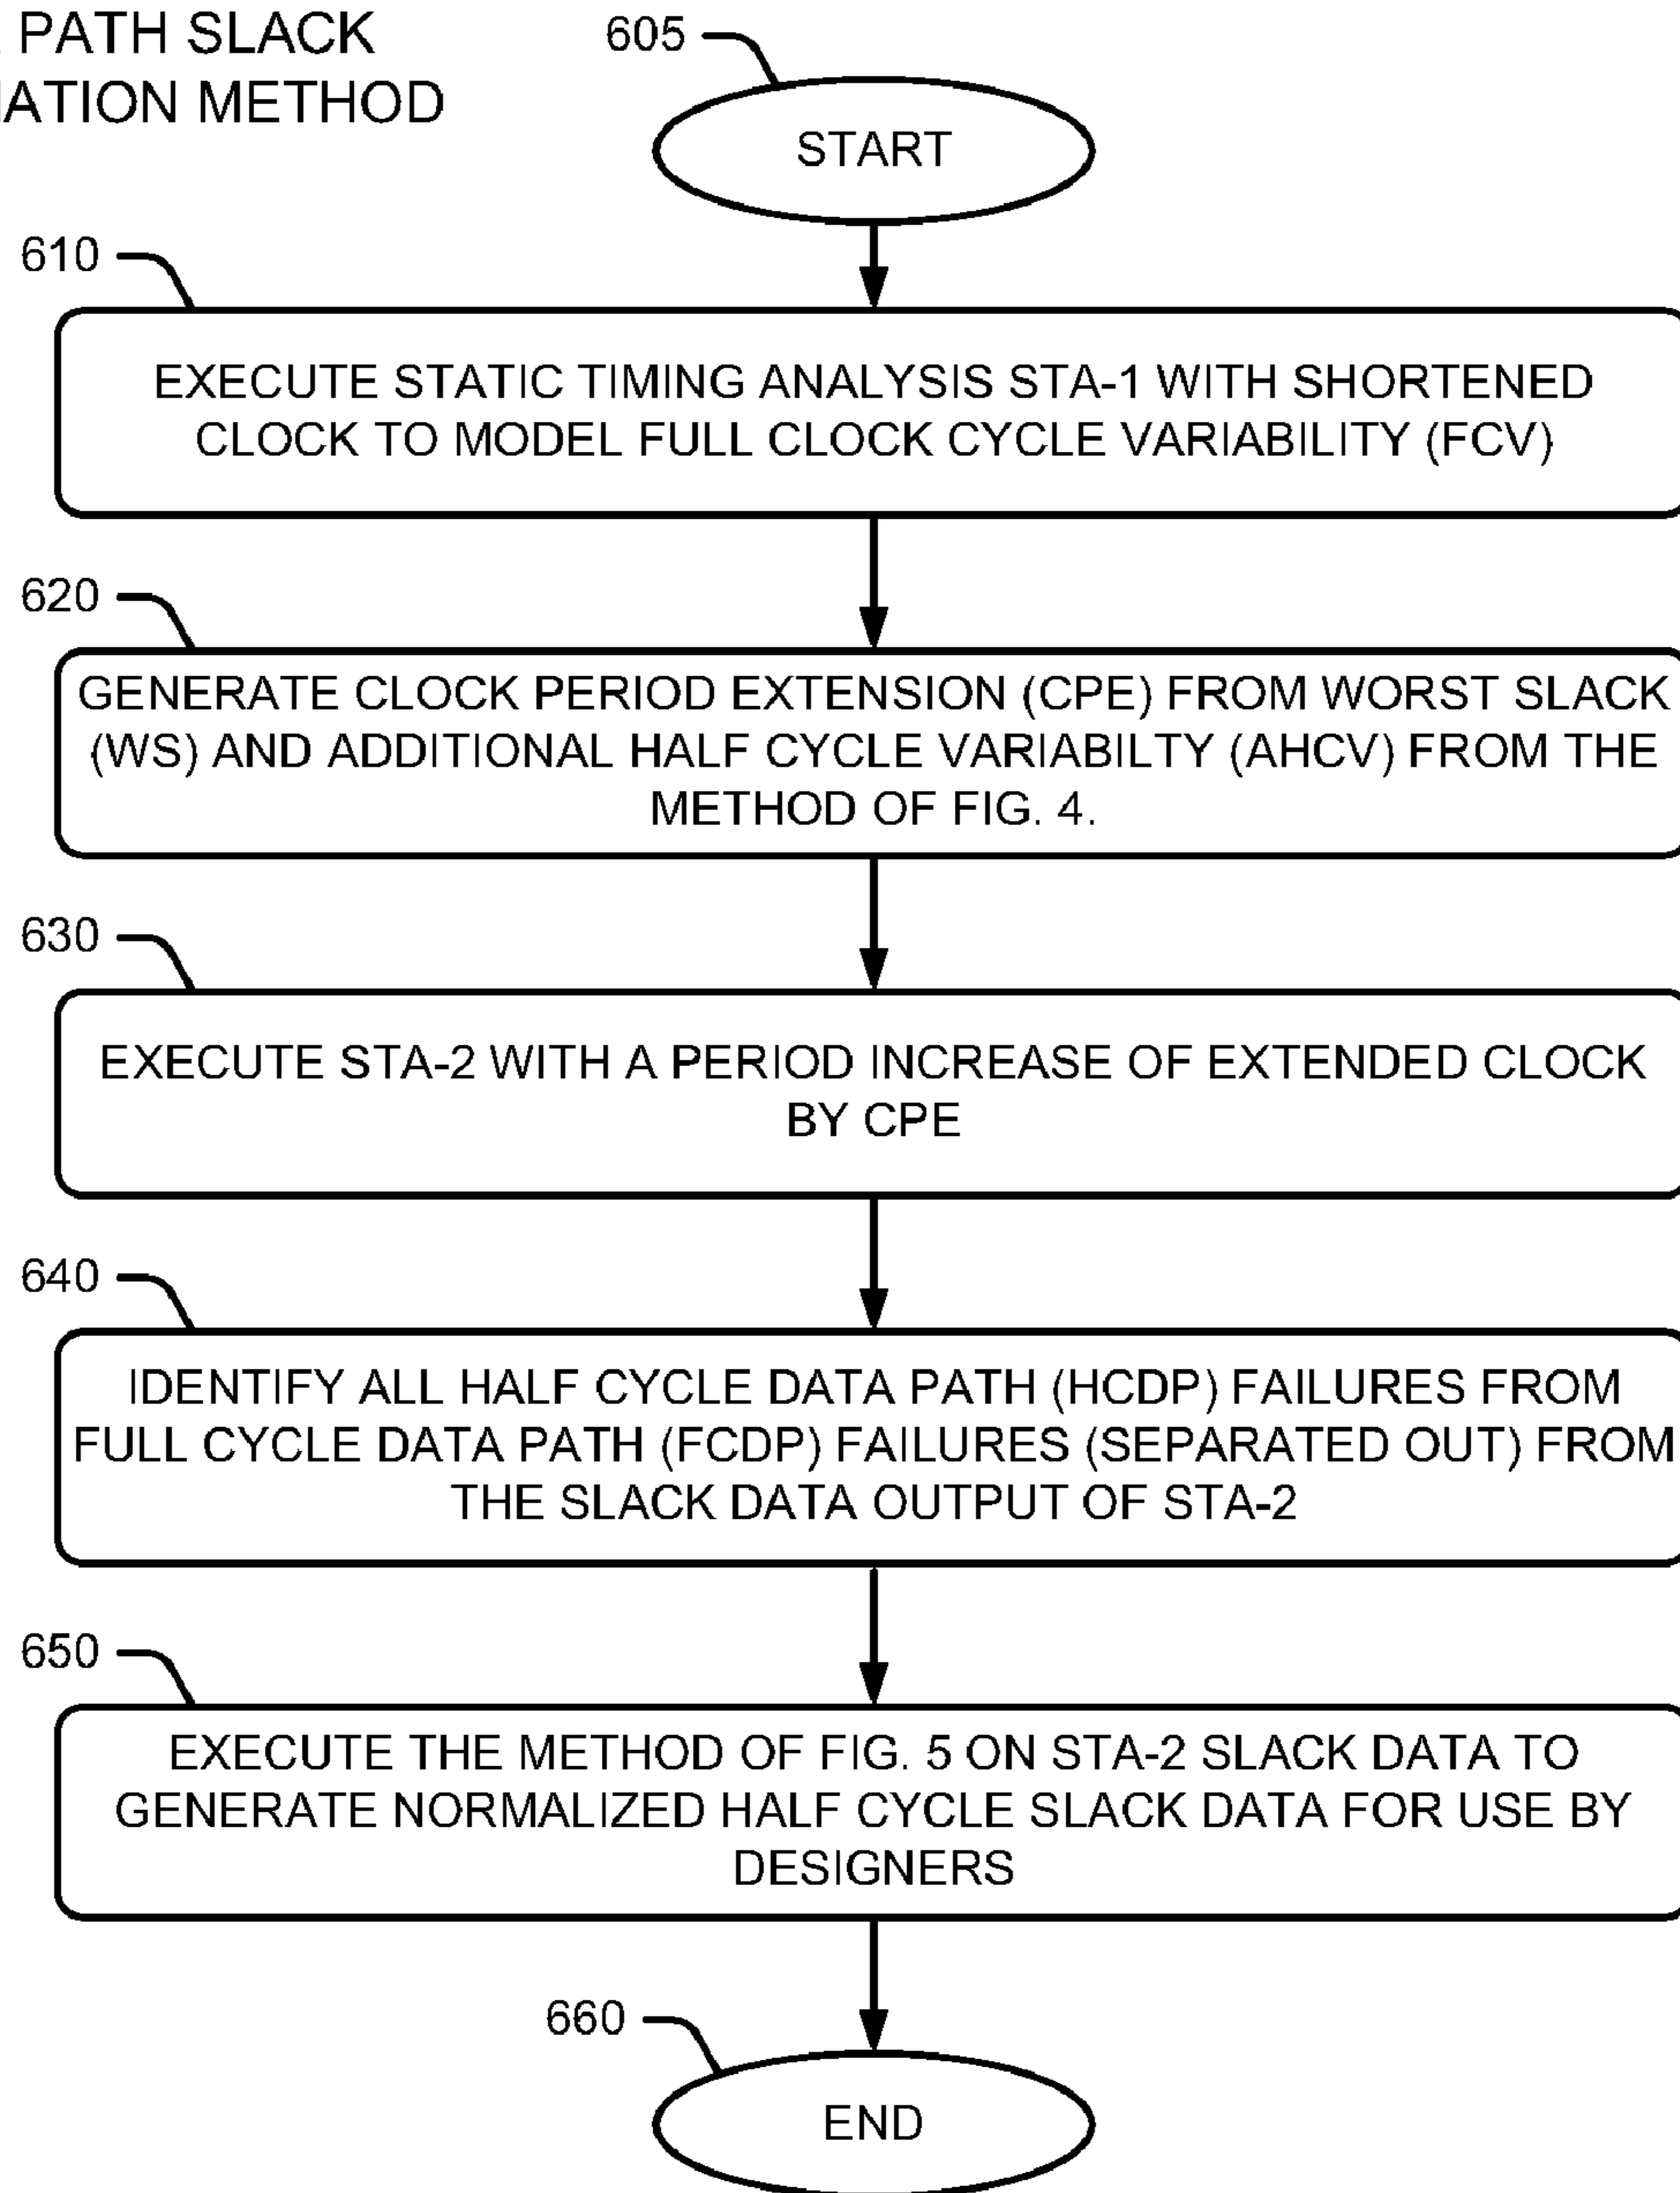 PATH SLACK
ATION METHOD
605
START
610
EXECUTE STATIC TIMING ANALYSIS STA-1 WITH SHORTENED
CLOCK TO MODEL FULL CLOCK CYCLE VARIABILITY (FCV)
620
GENERATE CLOCK PERIOD EXTENSION (CPE) FROM WORST SLACK
(WS) AND ADDITIONAL HALF CYCLE VARIABILTY (AHCV) FROM THE
METHOD OF FIG. 4.
630
EXECUTE STA-2 WITH A PERIOD INCREASE OF EXTENDED CLOCK
BY CPE
640
IDENTIFY ALL HALF CYCLE DATA PATH (HCDP) FAILURES FROM
FULL CYCLE DATA PATH (FCDP) FAILURES (SEPARATED OUT) FROM
THE SLACK DATA OUTPUT OF STA-2
650
EXECUTE THE METHOD OF FIG. 5 ON STA-2 SLACK DATA TO
GENERATE NORMALIZED HALF CYCLE SLACK DATA FOR USE BY
DESIGNERS
660
END